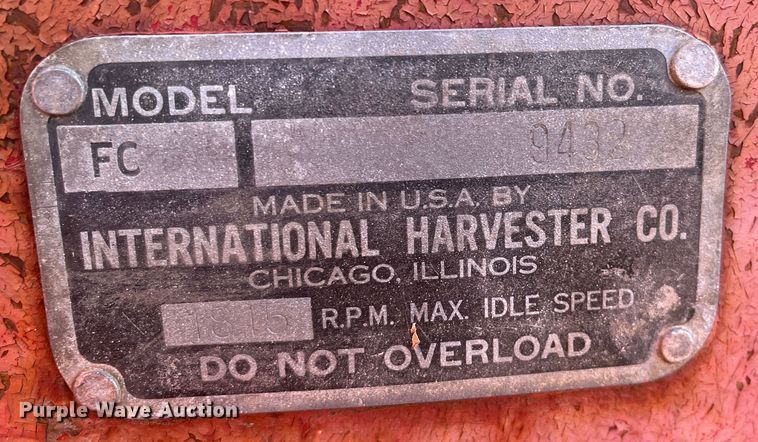 MODEL SERIAL NO.
FC 9432
MADE IN U.S.A. BY
INTERNATIONAL HARVESTER CO.
CHICAGO, ILLINOIS
1815 R.P.M. MAX. IDLE SPEED
DO NOT OVERLOAD
Purple Wave Auction